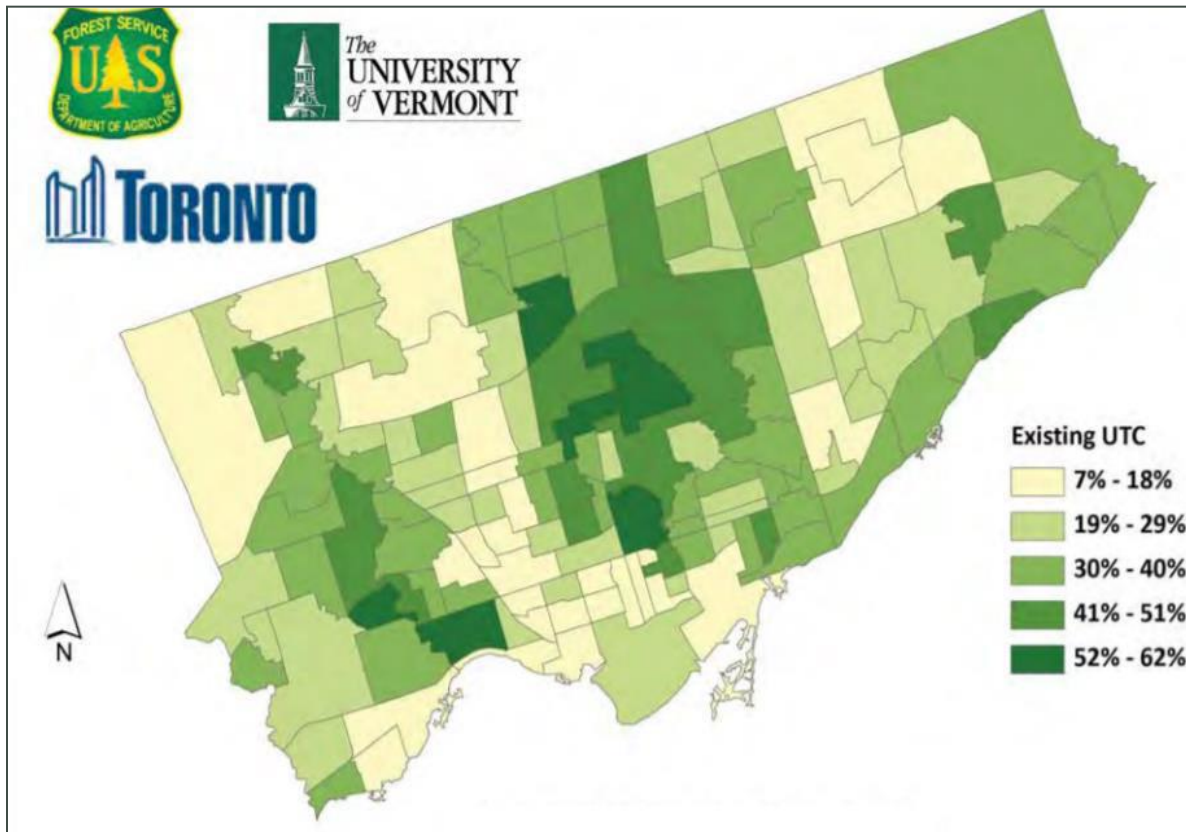 FOREST SERVICE
UAS
DEPARTMENT OF AGRICULTURE
The
UNIVERSITY
of VERMONT
TORONTO
Existing UTC
7% - 18%
19% - 29%
30% - 40%
41% - 51%
52% - 62%
N